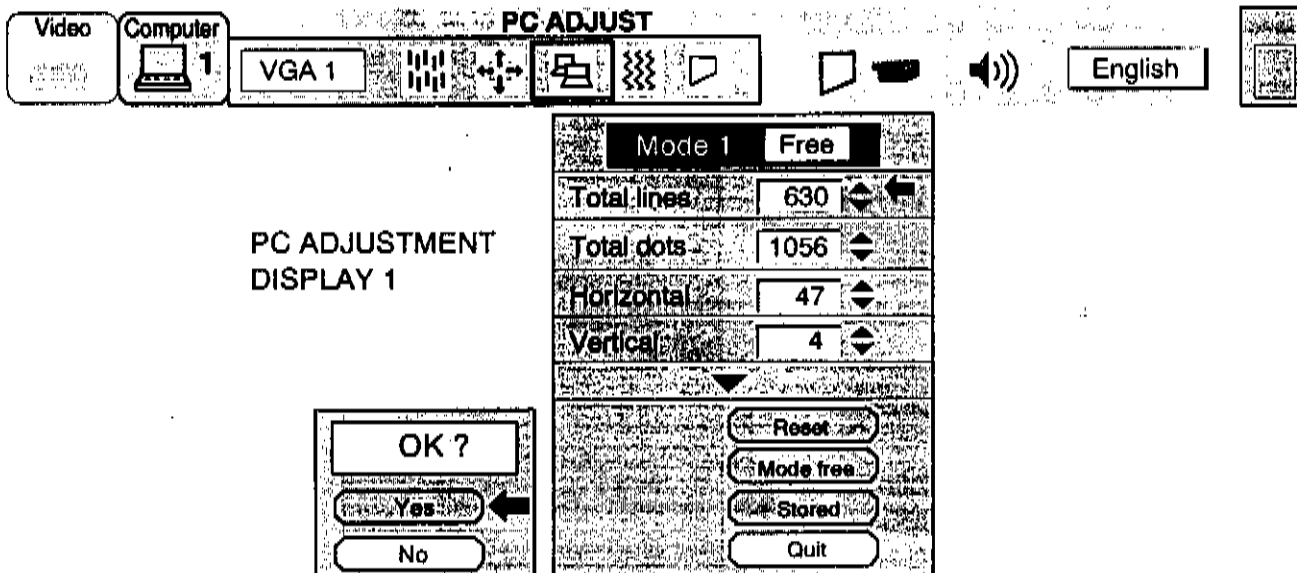 PC ADJUST
Video
Computer
1
VGA 1
English
Mode 1 Free
Total lines 630
Total dots 1056
Horizontal 47
Vertical 4
PC ADJUSTMENT
DISPLAY 1
Reset
Mode free
Stored
Quit
OK ?
Yes
No